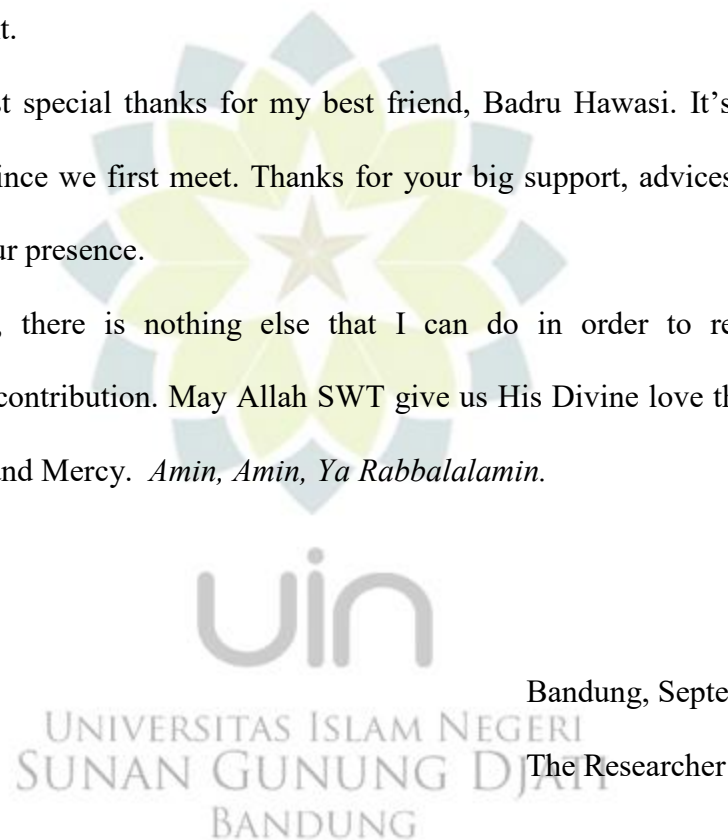 t.
st special thanks for my best friend, Badru Hawasi. It’s
ince we first meet. Thanks for your big support, advices
ur presence.
, there is nothing else that I can do in order to re
contribution. May Allah SWT give us His Divine love th
and Mercy. Amin, Amin, Ya Rabbalalamin.
uin
Bandung, Septe
UNIVERSITAS ISLAM NEGERI
The Researcher
SUNAN GUNUNG DJATI
BANDUNG